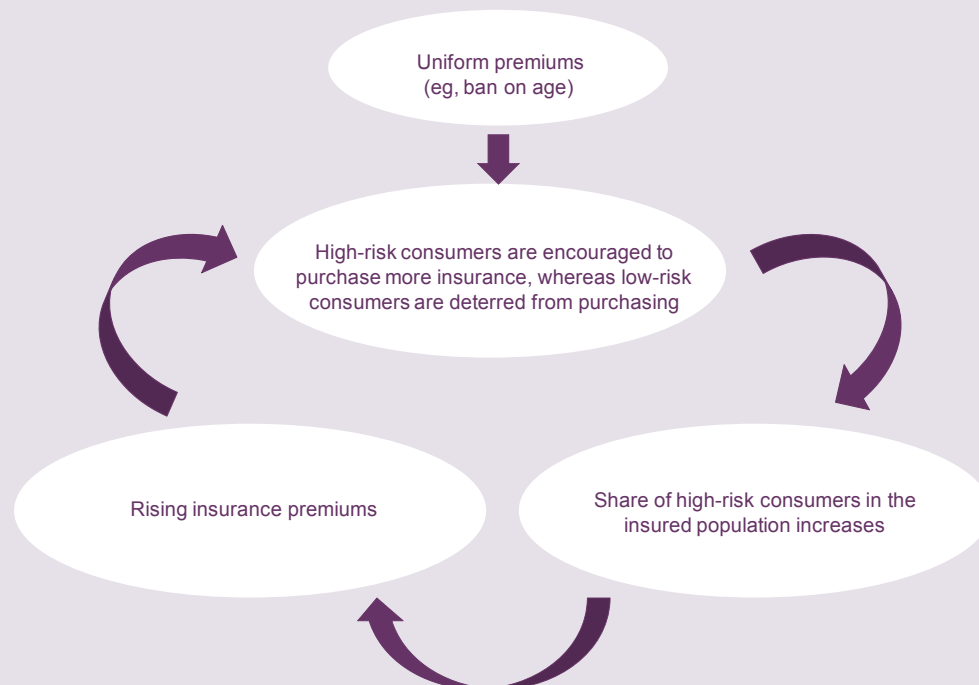 Uniform premiums
(eg, ban on age)
High-risk consumers are encouraged to
purchase more insurance, whereas low-risk
consumers are deterred from purchasing
Rising insurance premiums
Share of high-risk consumers in the
insured population increases